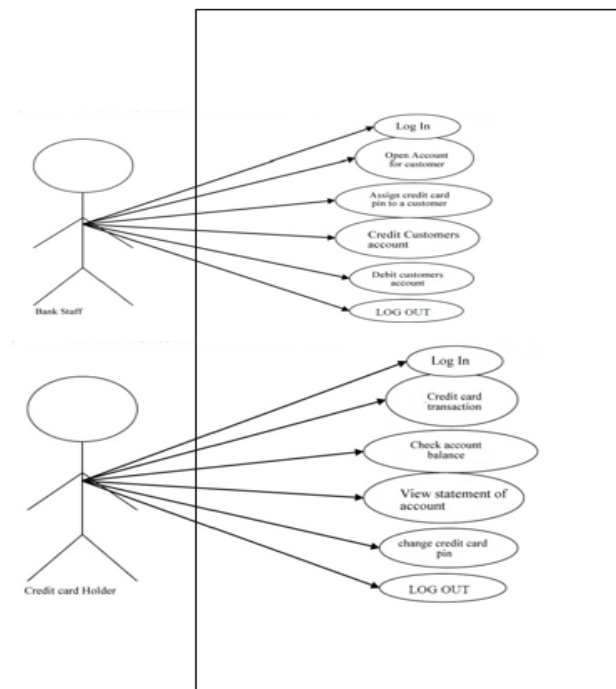 Log In
Open Account
for customer
Assign credit card
pin to a customer
Credit Customers
account
Debit customers
account
LOG OUT
Bank Staff
Log In
Credit card
transaction
Check account
balance
View statement of
account
change credit card
pin
LOG OUT
Credit card Holder